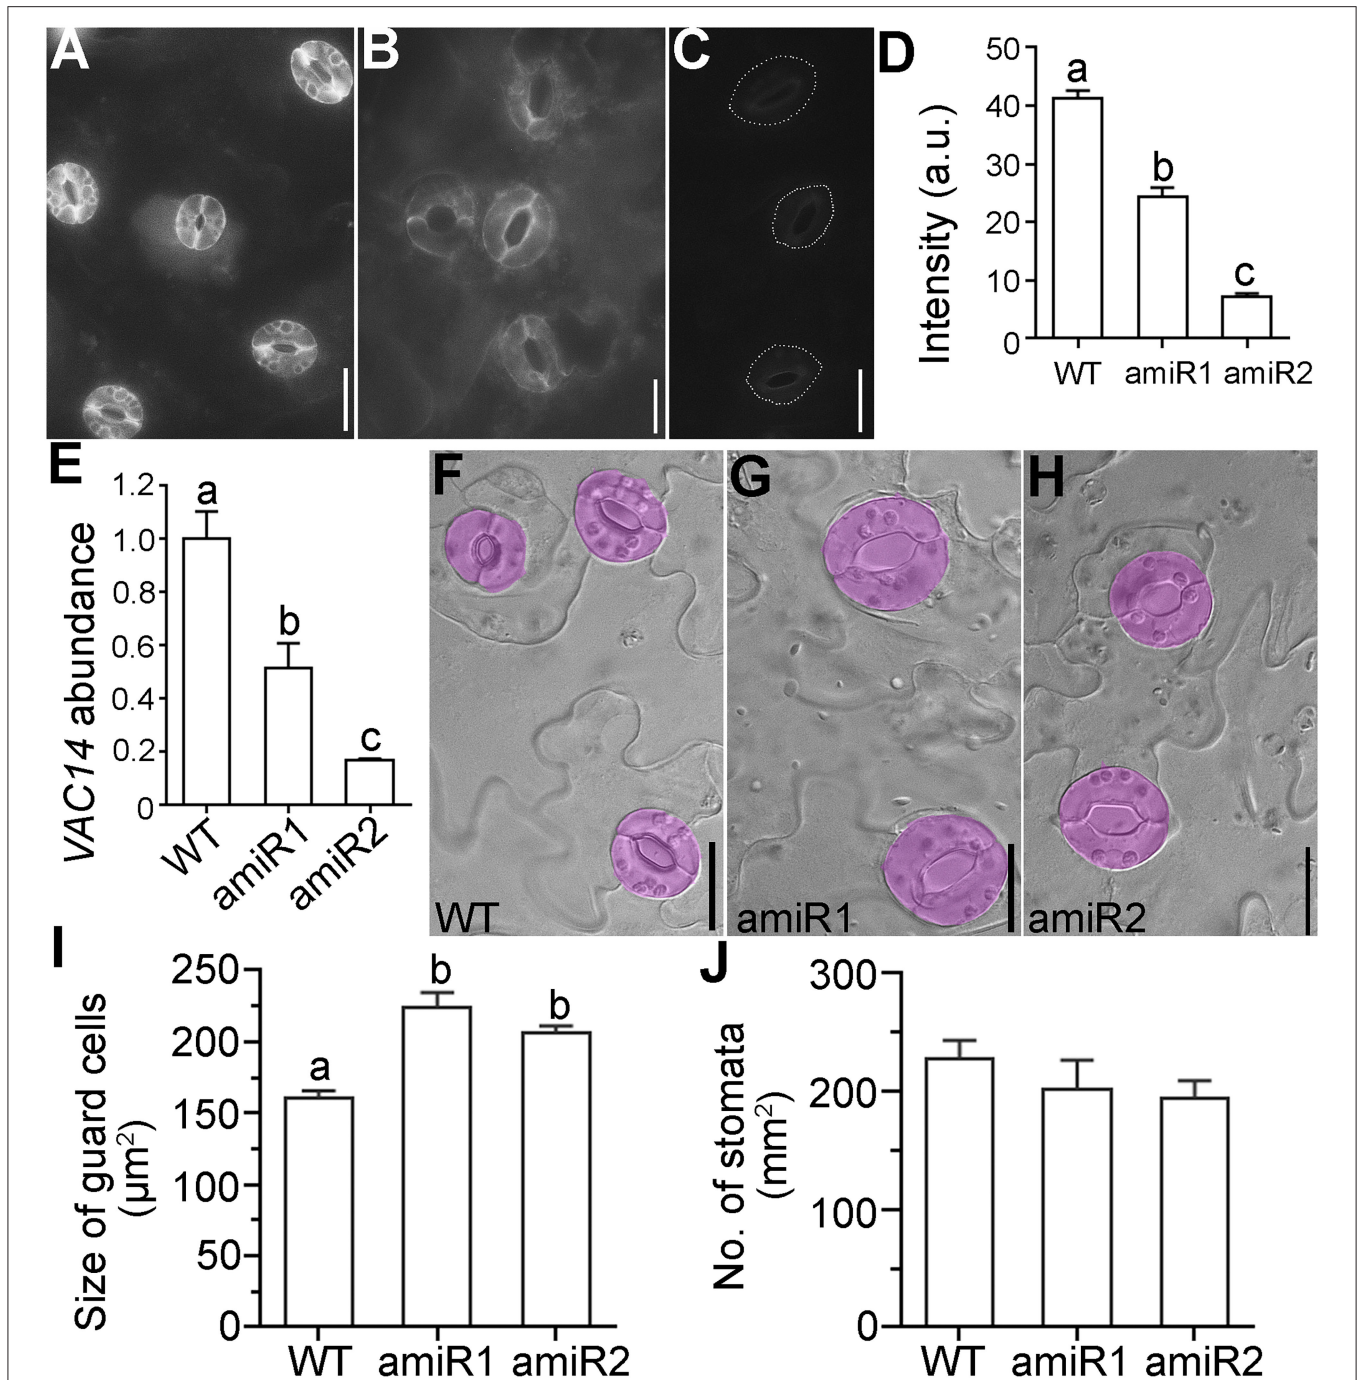 A
B
C
D
Intensity (a.u.)
50
40
30
20
10
0
a
b
c
WT
amiR1
amiR2
E
VAC14 abundance
1.2
1.0
0.8
0.6
0.4
0.2
0
a
b
c
WT
amiR1
amiR2
F
WT
G
amiR1
H
amiR2
I
Size of guard cells
(µm²)
250
200
150
100
50
0
a
b
b
WT
amiR1
amiR2
J
No. of stomata
(mm²)
300
200
100
0
WT
amiR1
amiR2